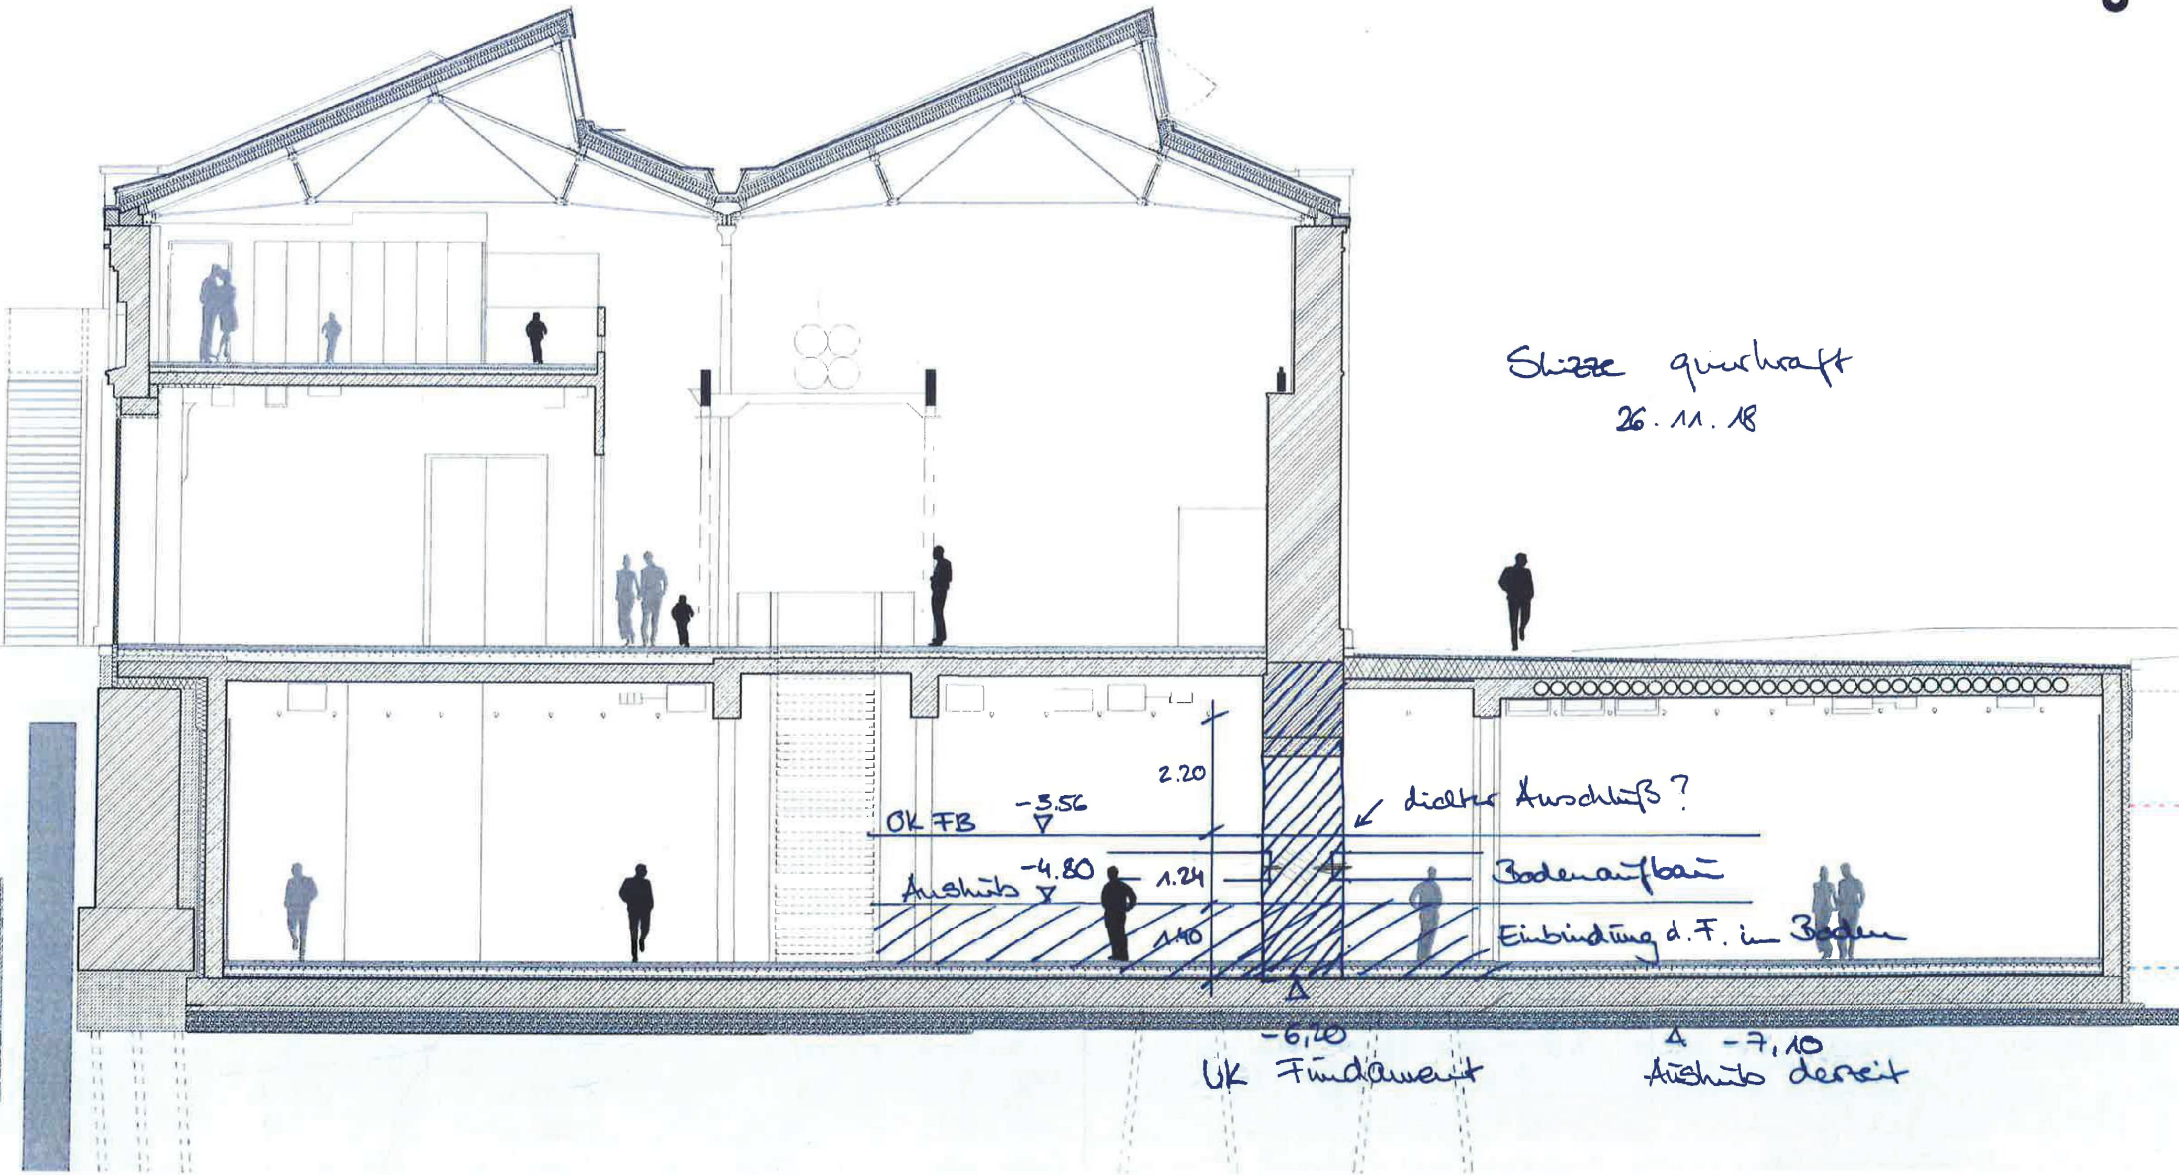 Skizze querkraft
26.11.18
2.20
dichter Anschluß?
OK FB -3.56
-4.80
1.24
Bodenaufbau
Aushub
1.40
Einbindung d. F. im Boden
-6,20
UK Fundament
-7,10
Aushub derzeit